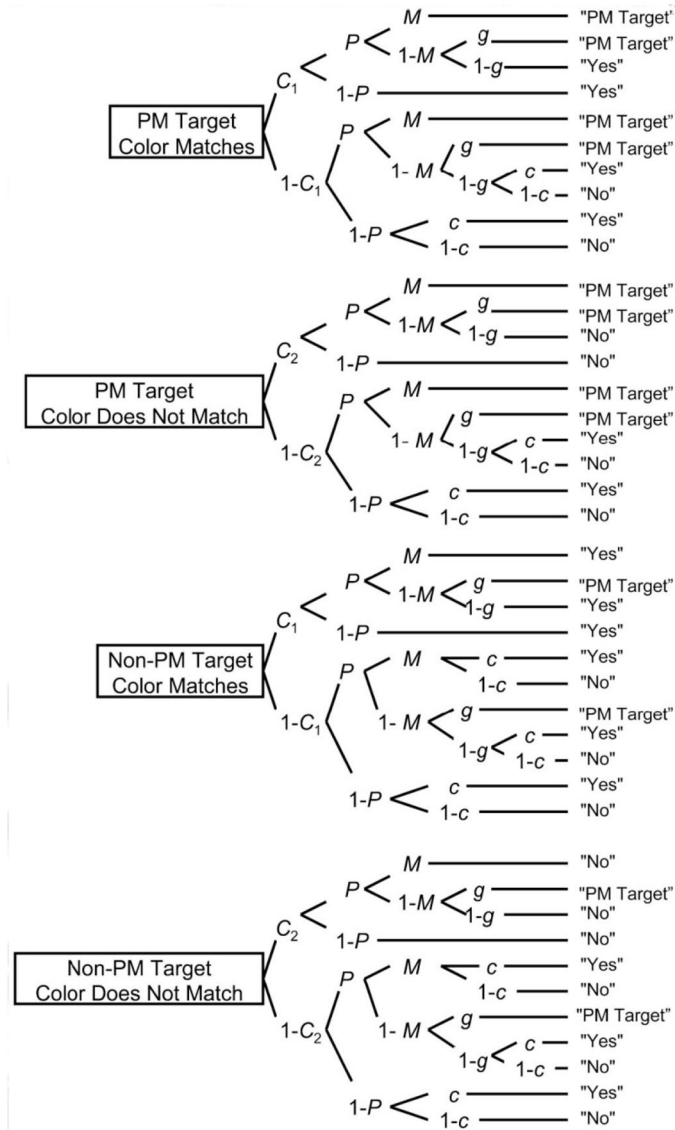 M "PM Target"
P g "PM Target"
1-M 1-g "Yes"
C1
1-P "Yes"
PM Target
Color Matches
P M "PM Target"
g "PM Target"
1- M c "Yes"
1-g
1-C1 1-c "No"
c "Yes"
1-P
1-c "No"
M "PM Target"
P g "PM Target"
1-M
1-g "No"
C2
1-P "No"
PM Target
Color Does Not Match
P M "PM Target"
g "PM Target"
1- M c "Yes"
1-g
1-C2 1-c "No"
c "Yes"
1-P
1-c "No"
M "Yes"
P g "PM Target"
1-M
1-g "Yes"
C1
1-P "Yes"
Non-PM Target
Color Matches
P M c "Yes"
1-c "No"
g "PM Target"
1-C1 1- M c "Yes"
1-g
1-c "No"
c "Yes"
1-P
1-c "No"
M "No"
P g "PM Target"
1-M
1-g "No"
C2
1-P "No"
Non-PM Target
Color Does Not Match
P M c "Yes"
1-c "No"
g "PM Target"
1-C2 1- M c "Yes"
1-g
1-c "No"
c "Yes"
1-P
1-c "No"